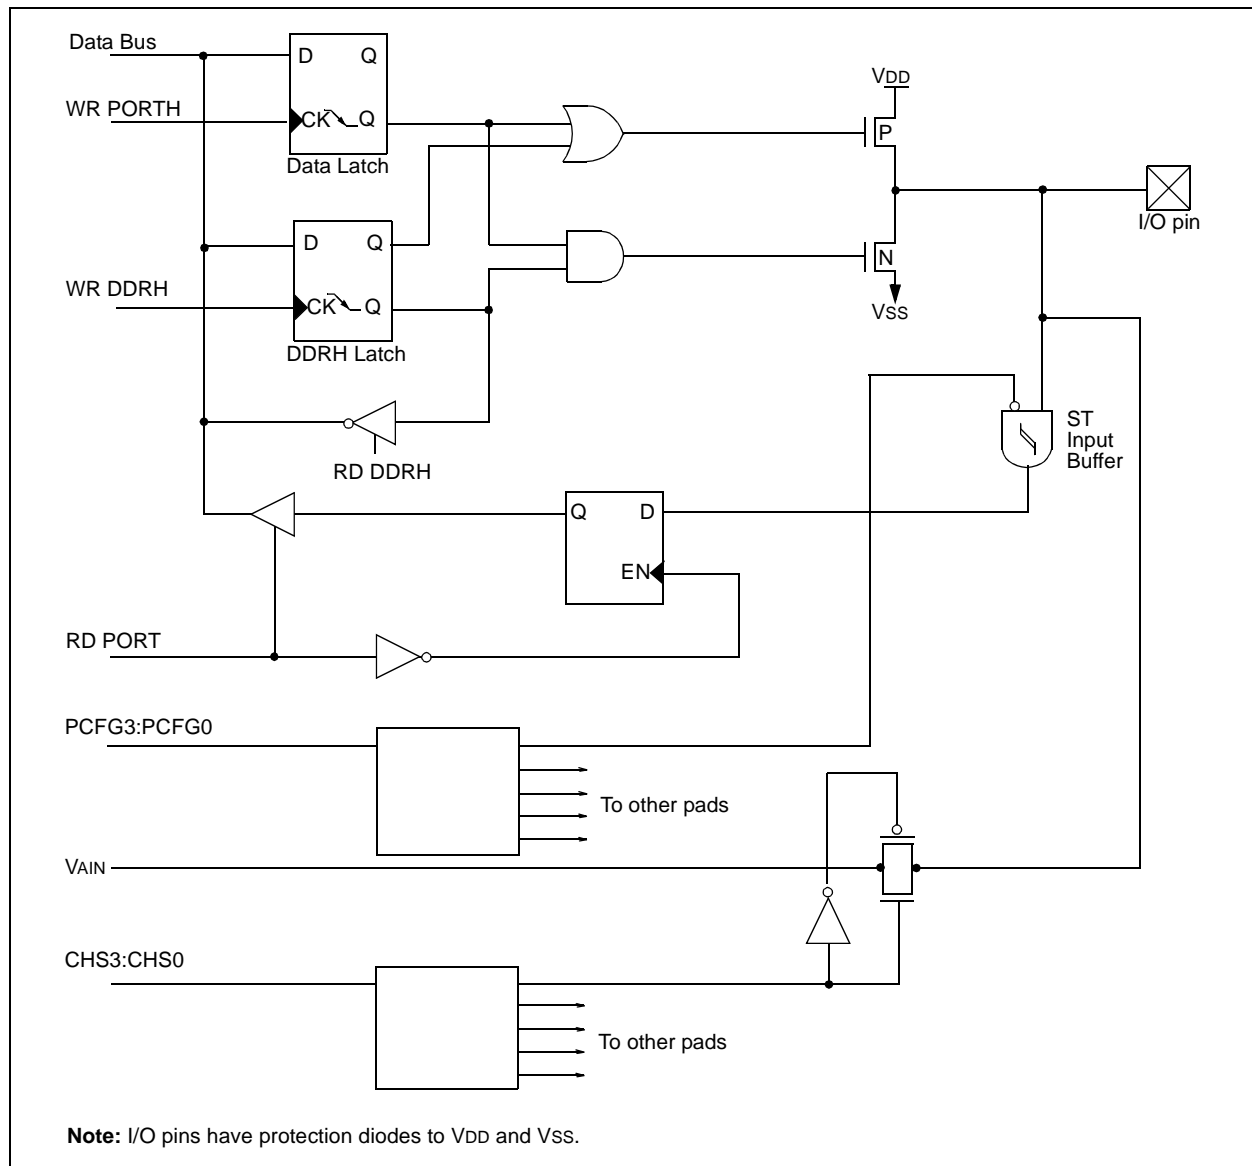 Data Bus
D Q
VDD
WR PORTH
CK Q
P
Data Latch
I/O pin
D Q
N
WR DDRH
CK Q
VSS
DDRH Latch
ST
Input
Buffer
RD DDRH
Q D
EN
RD PORT
PCFG3:PCFG0
To other pads
VAIN
CHS3:CHS0
To other pads
Note: I/O pins have protection diodes to VDD and VSS.